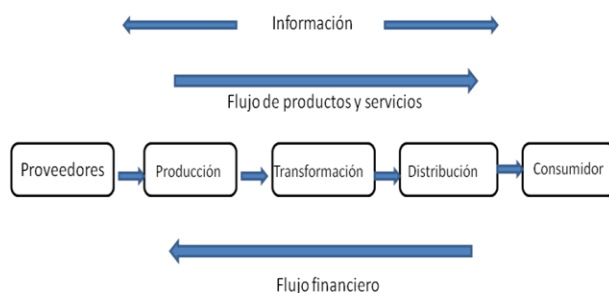 Información
Flujo de productos y servicios
Proveedores
Producción
Transformación
Distribución
Consumidor
Flujo financiero